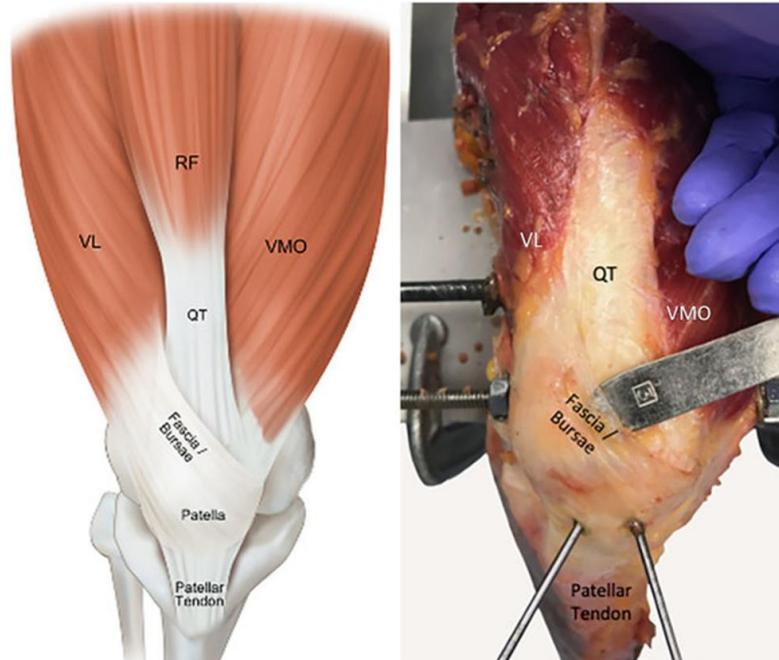 RF
VL
VMO
QT
Fascia /
Bursae
Patella
Patellar
Tendon
VL
QT
VMO
Fascia /
Bursae
Patellar
Tendon